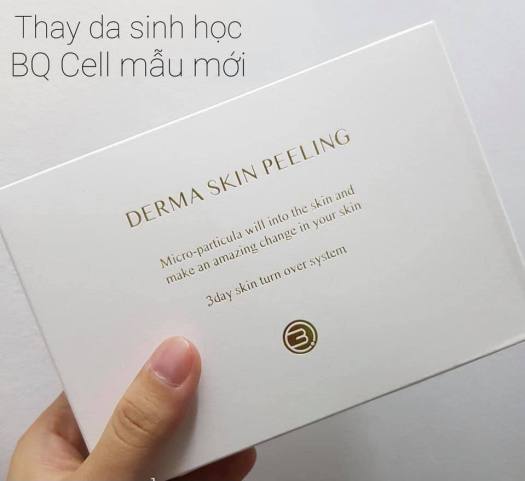 Thay da sinh học
BQ Cell mẫu mới
DERMA SKIN PEELING
Micro-particula will into the skin and
make an amazing change in your skin
3day skin turn over system